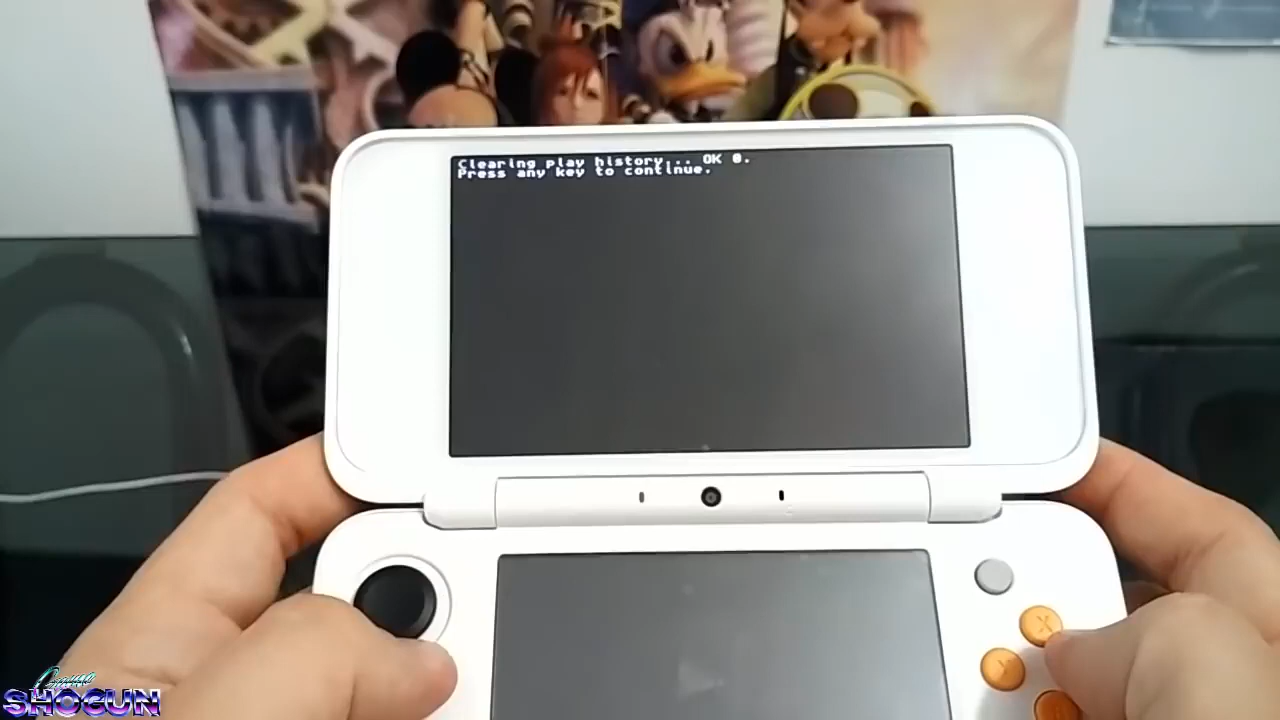 Clearing play history... OK 0.
Press any key to continue.
X
Y
SHOGUN